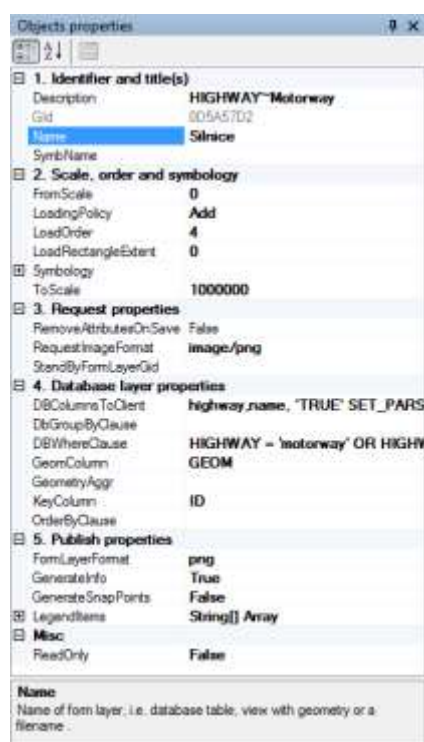 Objects properties
1. Identifier and title(s)
Description HIGHWAY~Motorway
Gid 0D5A57D2
Name Silnice
SymbName
2. Scale, order and symbology
FromScale 0
LoadingPolicy Add
LoadOrder 4
LoadRectangleExtent 0
Symbology
ToScale 1000000
3. Request properties
RemoveAttributesOnSave False
RequestImageFormat image/png
StandByFormLayerGid
4. Database layer properties
DBColumnsToClient highway,name, 'TRUE' SET_PARS
DbGroupByClause
DBWhereClause HIGHWAY = 'motorway' OR HIGHW
GeomColumn GEOM
GeometryAggr
KeyColumn ID
OrderByClause
5. Publish properties
FormLayerFormat png
GenerateInfo True
GenerateSnapPoints False
LegendItems String[] Array
Misc
ReadOnly False
Name
Name of form layer, i.e. database table, view with geometry or a
filename .